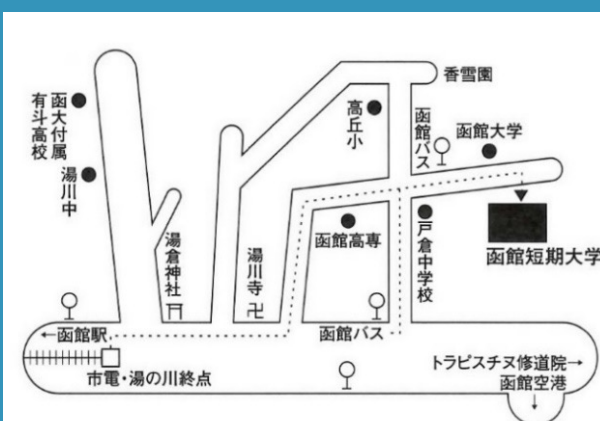 香雪園
函大付属
有斗高校
高丘小
函館バス
函館大学
湯川中
函館高専
戸倉中学校
湯倉神社
湯川寺
卍
函館短期大学
←函館駅
函館バス
トラピスチヌ修道院→
函館空港
↓
市電・湯の川終点